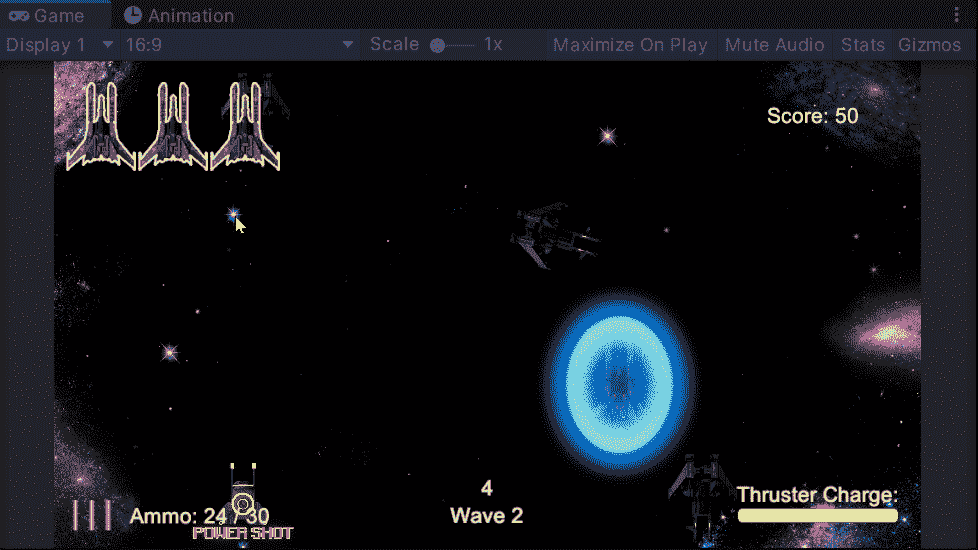 Game Animation
Display 1 16:9 Scale 1x Maximize On Play Mute Audio Stats Gizmos
Score: 50
4
Thruster Charge:
Ammo: 24 / 30
Wave 2
POWER SHOT